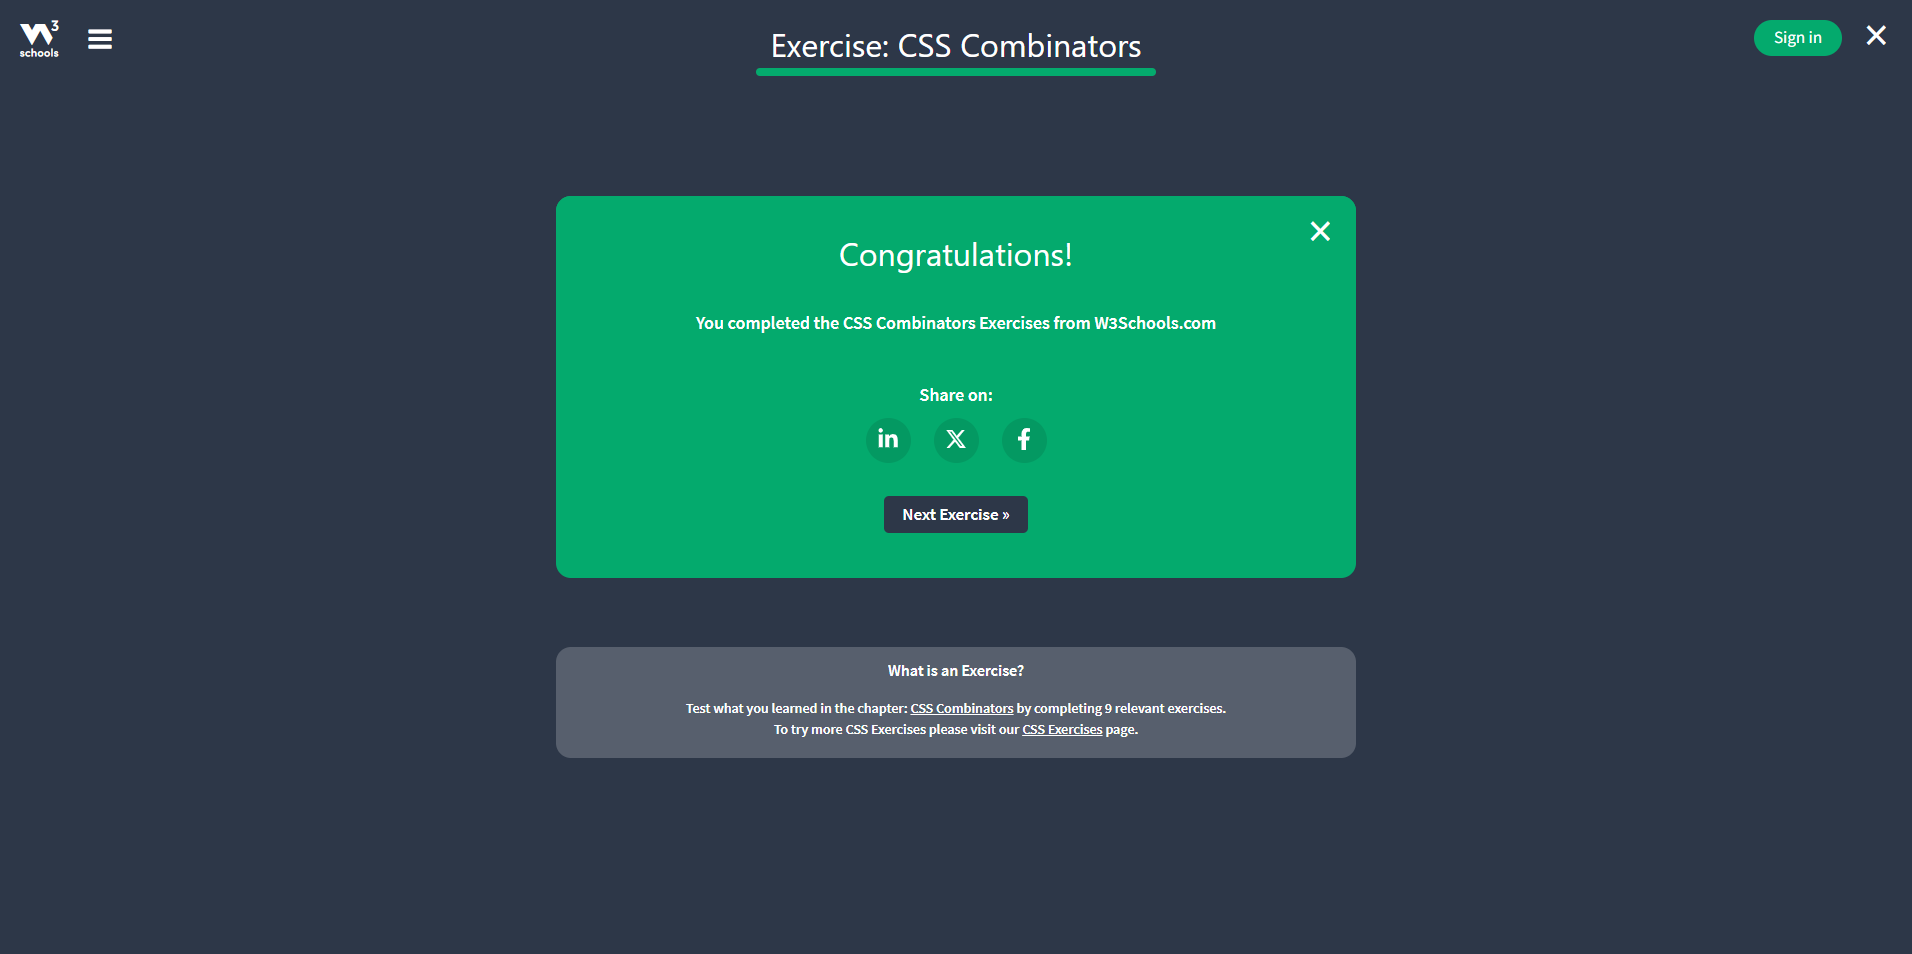 W3
schools
Exercise: CSS Combinators
Sign in
Congratulations!
You completed the CSS Combinators Exercises from W3Schools.com
Share on:
in X f
Next Exercise »
What is an Exercise?
Test what you learned in the chapter: CSS Combinators by completing 9 relevant exercises.
To try more CSS Exercises please visit our CSS Exercises page.